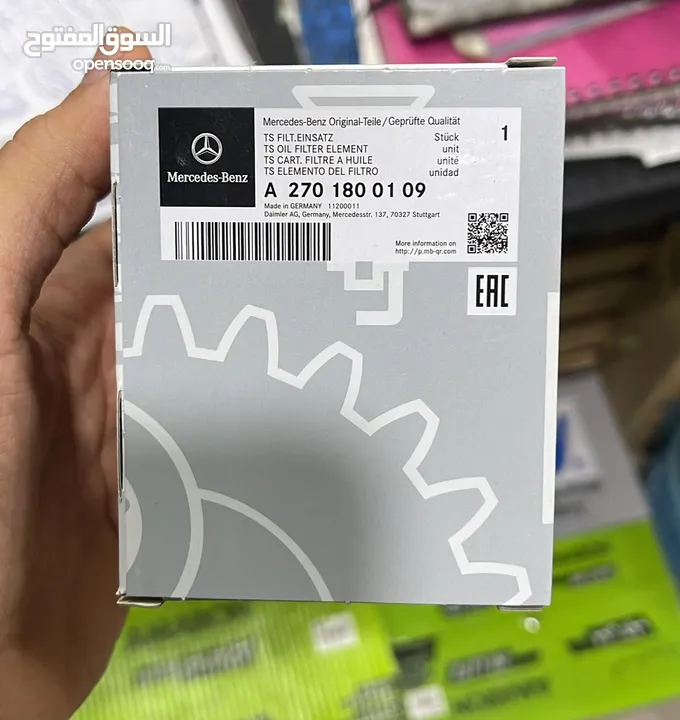 السوق المفتوح
opensooq.com
Mercedes-Benz
Mercedes-Benz Original-Teile/Geprüfte Qualität
TS FILT.EINSATZ Stück 1
TS OIL FILTER ELEMENT unit
TS CART. FILTRE A HUILE unité
TS ELEMENTO DEL FILTRO unidad
A 270 180 01 09
Made in GERMANY 11200011
Daimler AG, Germany, Mercedesstr. 137, 70327 Stuttgart
More information on
http://p.mb-qr.com
EAC